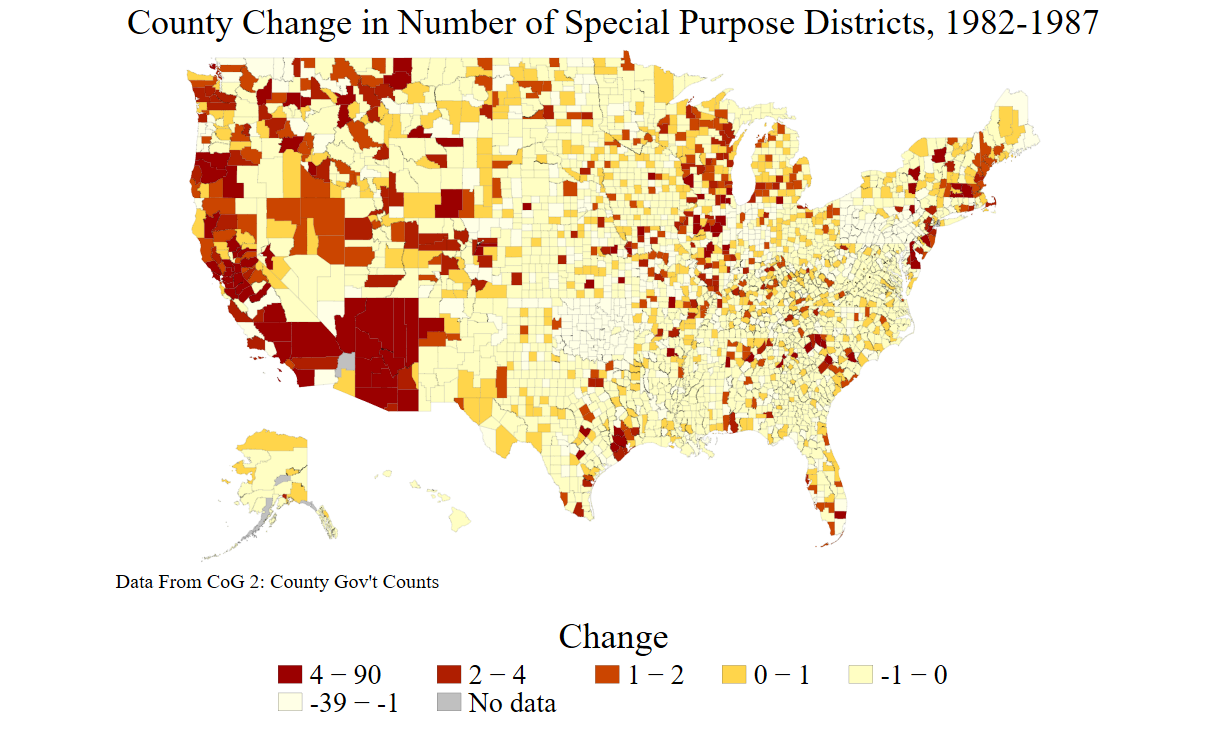 County Change in Number of Special Purpose Districts, 1982-1987
Data From CoG 2: County Gov't Counts
Change
4 − 90 2 − 4 1 − 2 0 − 1 -1 − 0
-39 − -1 No data